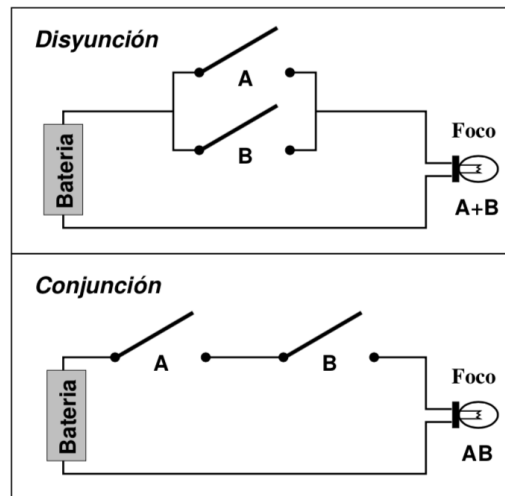 Disyunción
A
B
Bateria
Foco
A+B
Conjunción
A
B
Bateria
Foco
AB